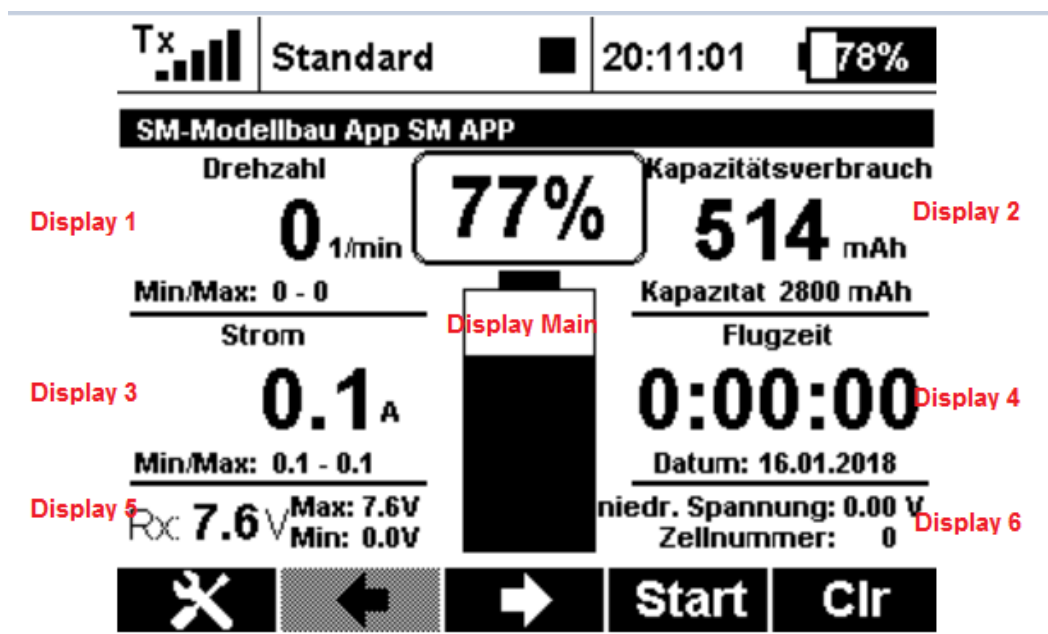 Tx Standard 20:11:01 78%
SM-Modellbau App SM APP
Drehzahl
77%
Kapazitätsverbrauch
Display 1
0 1/min
514 mAh
Display 2
Min/Max: 0 - 0
Kapazıtat 2800 mAh
Display Main
Strom
Flugzeit
Display 3
0.1 A
0:00:00
Display 4
Min/Max: 0.1 - 0.1
Datum: 16.01.2018
Display 5
Rx: 7.6 V
Max: 7.6V
Min: 0.0V
niedr. Spannung: 0.00 V
Zellnummer: 0
Display 6
Start Clr